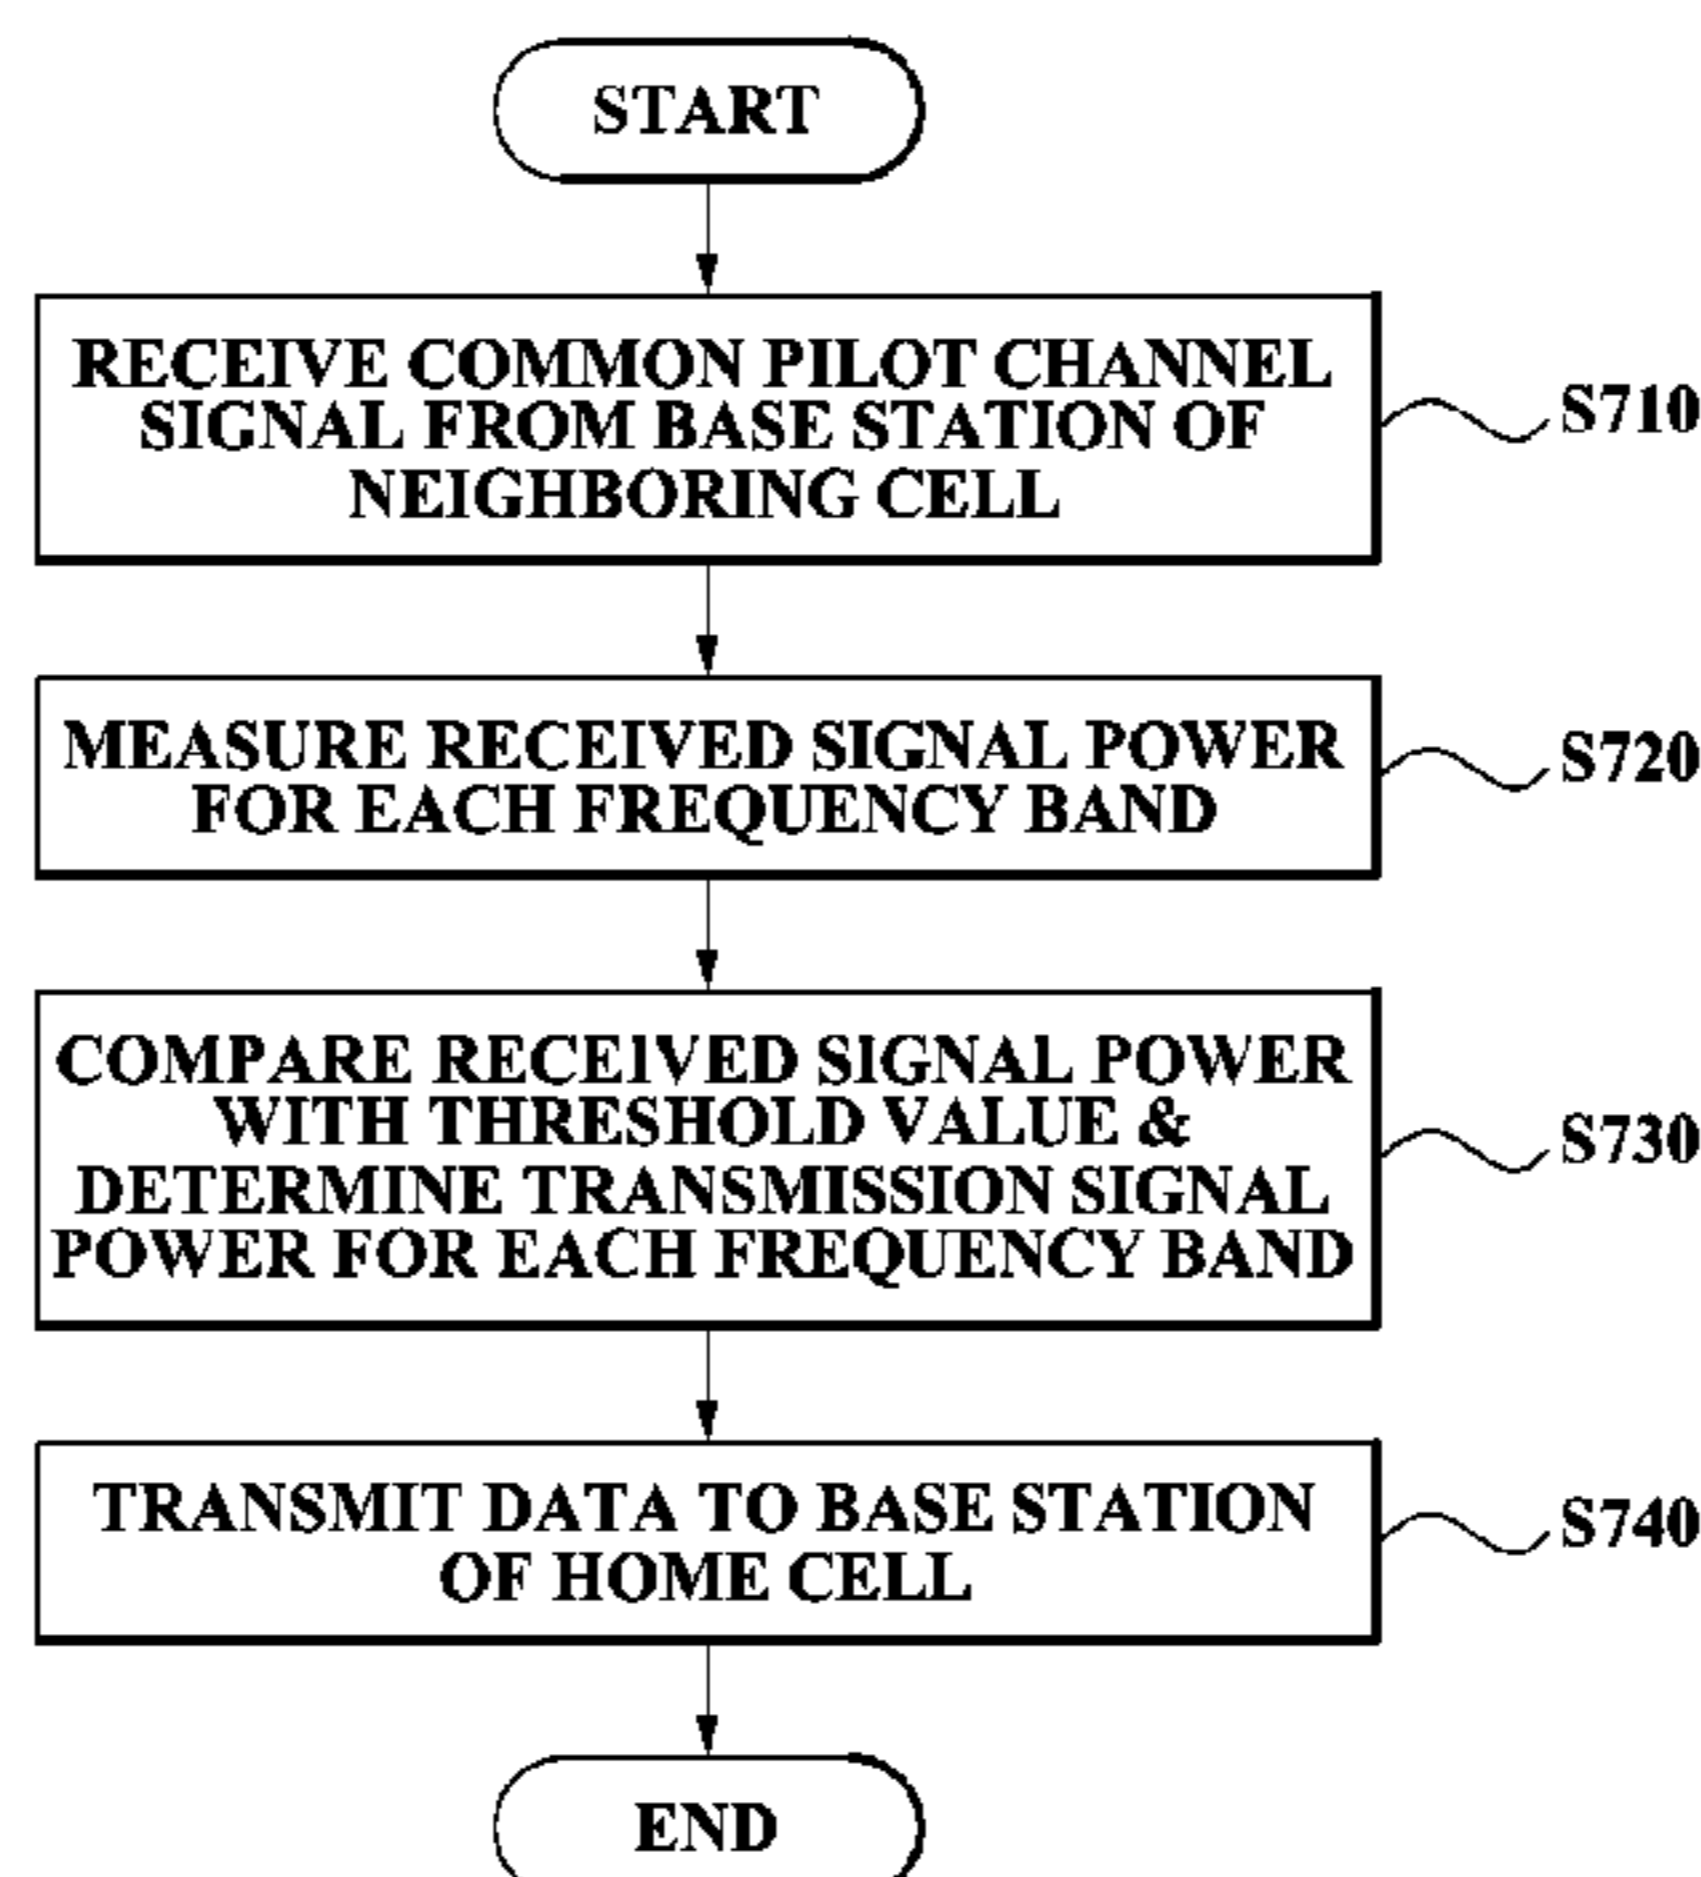 START
RECEIVE COMMON PILOT CHANNEL
SIGNAL FROM BASE STATION OF
NEIGHBORING CELL
S710
MEASURE RECEIVED SIGNAL POWER
FOR EACH FREQUENCY BAND
S720
COMPARE RECEIVED SIGNAL POWER
WITH THRESHOLD VALUE &
DETERMINE TRANSMISSION SIGNAL
POWER FOR EACH FREQUENCY BAND
S730
TRANSMIT DATA TO BASE STATION
OF HOME CELL
S740
END